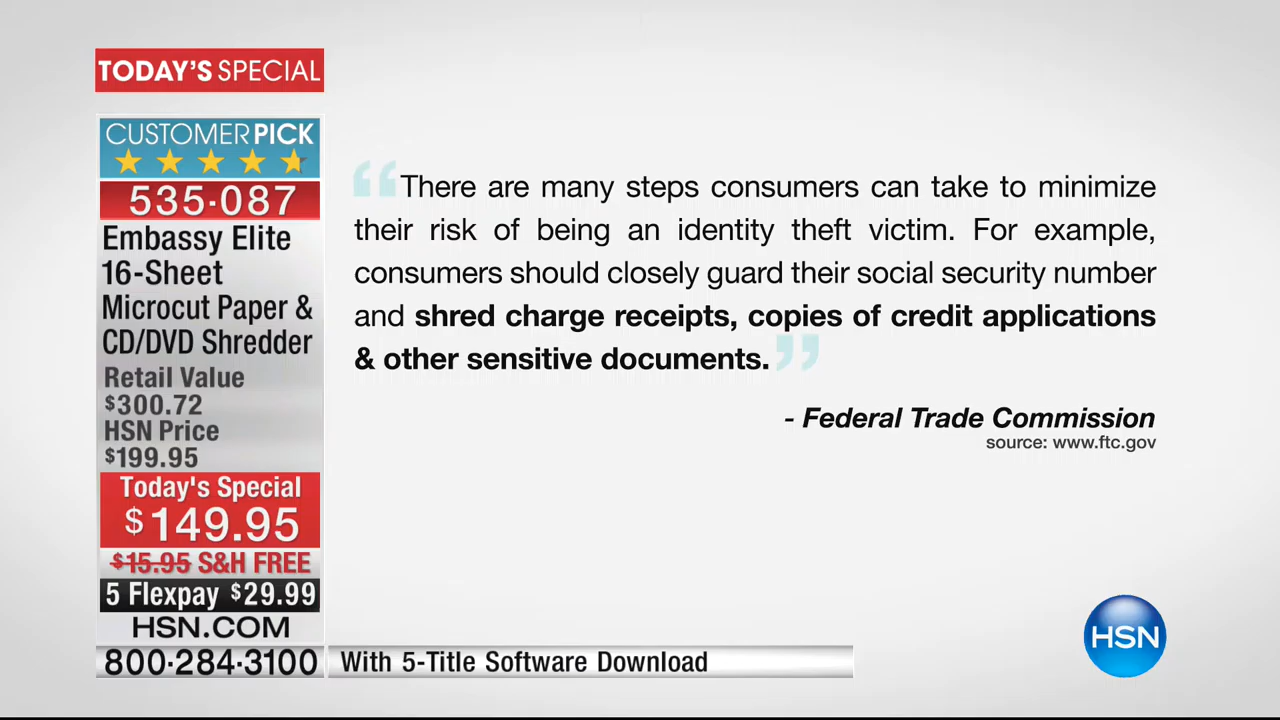 TODAY'S SPECIAL
CUSTOMERPICK
535·087
Embassy Elite
16-Sheet
Microcut Paper &
CD/DVD Shredder
Retail Value
$300.72
HSN Price
$199.95
Today's Special
$149.95
$15.95 S&H FREE
5 Flexpay $29.99
HSN.COM
800·284·3100
With 5-Title Software Download
“There are many steps consumers can take to minimize
their risk of being an identity theft victim. For example,
consumers should closely guard their social security number
and shred charge receipts, copies of credit applications
& other sensitive documents.”
- Federal Trade Commission
source: www.ftc.gov
HSN